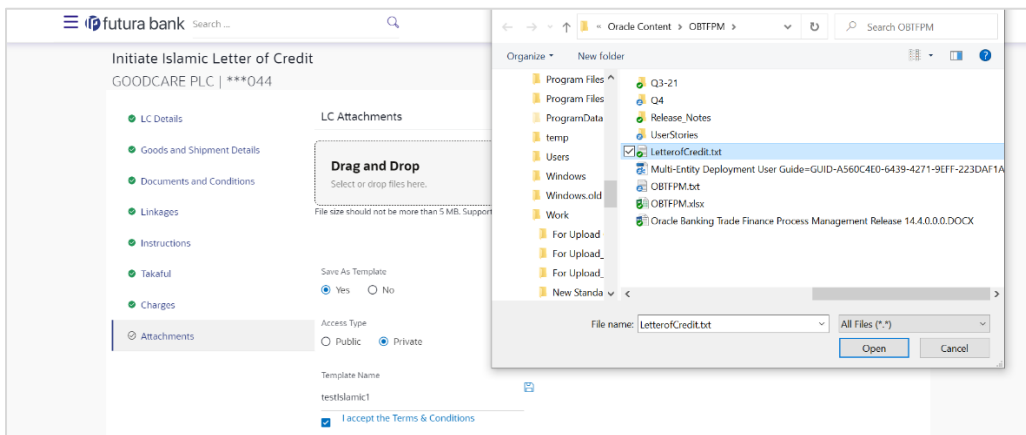 futura bank Search ...
Initiate Islamic Letter of Credit
GOODCARE PLC | ***044
LC Details
Goods and Shipment Details
Documents and Conditions
Linkages
Instructions
Takaful
Charges
Attachments
LC Attachments
Drag and Drop
Select or drop files here.
File size should not be more than 5 MB. Support
Save As Template
Yes No
Access Type
Public Private
Template Name
testIslamic1
I accept the Terms & Conditions
« Oracle Content > OBTFPM >
Search OBTFPM
Organize New folder
Program Files
Program Files
ProgramData
temp
Users
Windows
Windows.old
Work
For Upload
For Upload_
For Upload_
New Standa
Q3-21
Q4
Release_Notes
UserStories
LetterofCredit.txt
Multi-Entity Deployment User Guide=GUID-A560C4E0-6439-4271-9EFF-223DAF1A
OBTFPM.txt
OBTFPM.xlsx
Oracle Banking Trade Finance Process Management Release 14.4.0.0.0.DOCX
File name: LetterofCredit.txt
All Files (*.*)
Open Cancel